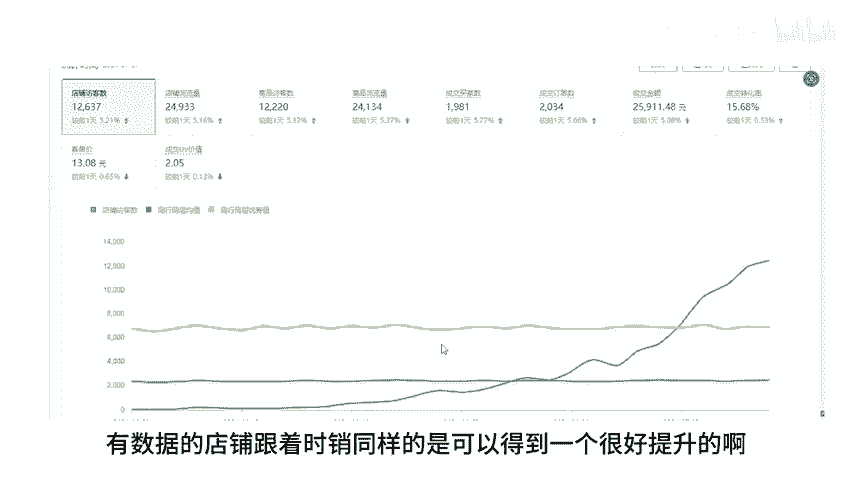 店铺访客数 店铺浏览量 商品访客数 商品浏览量 成交买家数 成交订单数 成交金额 成交转化率
12,637 24,933 12,220 24,134 1,981 2,034 25,911.48 元 15.68%
较前1天 5.21% 较前1天 5.16% 较前1天 5.32% 较前1天 5.37% 较前1天 5.77% 较前1天 5.66% 较前1天 5.08% 较前1天 0.53%
客单价 成交UV价值
13.08 元 2.05
较前1天 0.65% 较前1天 0.13%
店铺访客数 同行同层均值 同行同层优秀值
14,000
12,000
10,000
8,000
6,000
4,000
2,000
0
有数据的店铺跟着时销同样的是可以得到一个很好提升的啊